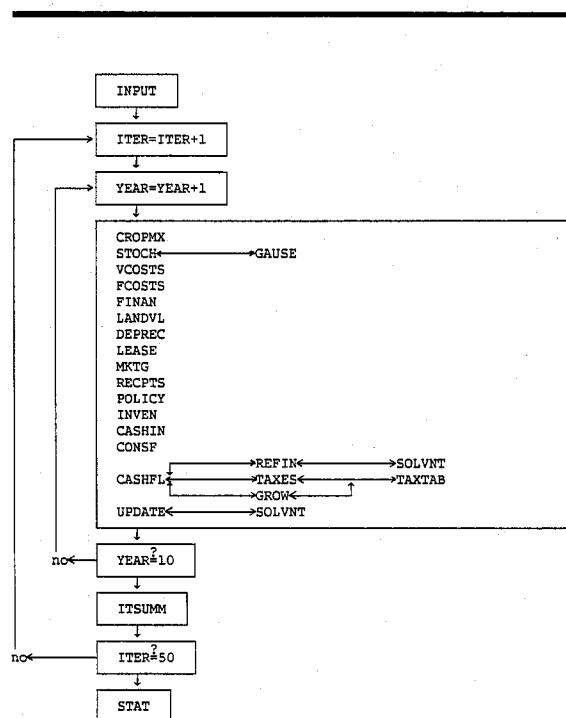 INPUT
ITER=ITER+1
YEAR=YEAR+1
CROPMX
STOCH GAUSE
VCOSTS
FCOSTS
FINAN
LANDVL
DEPREC
LEASE
MKTG
RECPTS
POLICY
INVEN
CASHIN
CONSF
REFIN SOLVNT
CASHFL TAXES TAXTAB
GROW
UPDATE SOLVNT
no YEAR≟10
ITSUMM
no ITER≟50
STAT